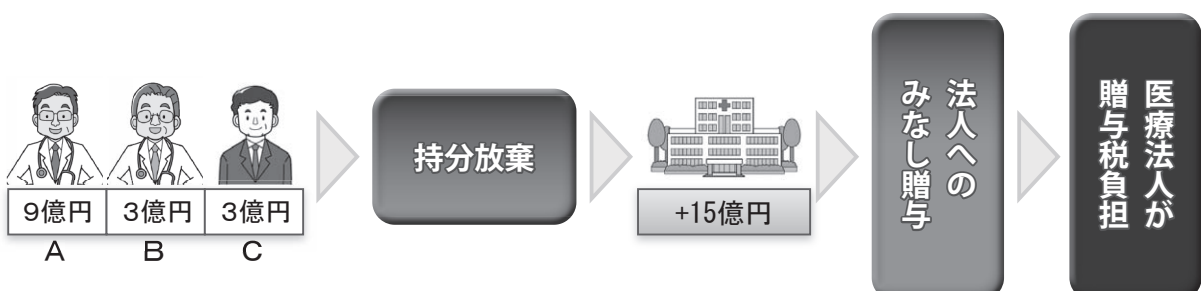 9億円
3億円
3億円
A
B
C
持分放棄
+15億円
法人への
みなし贈与
医療法人が
贈与税負担